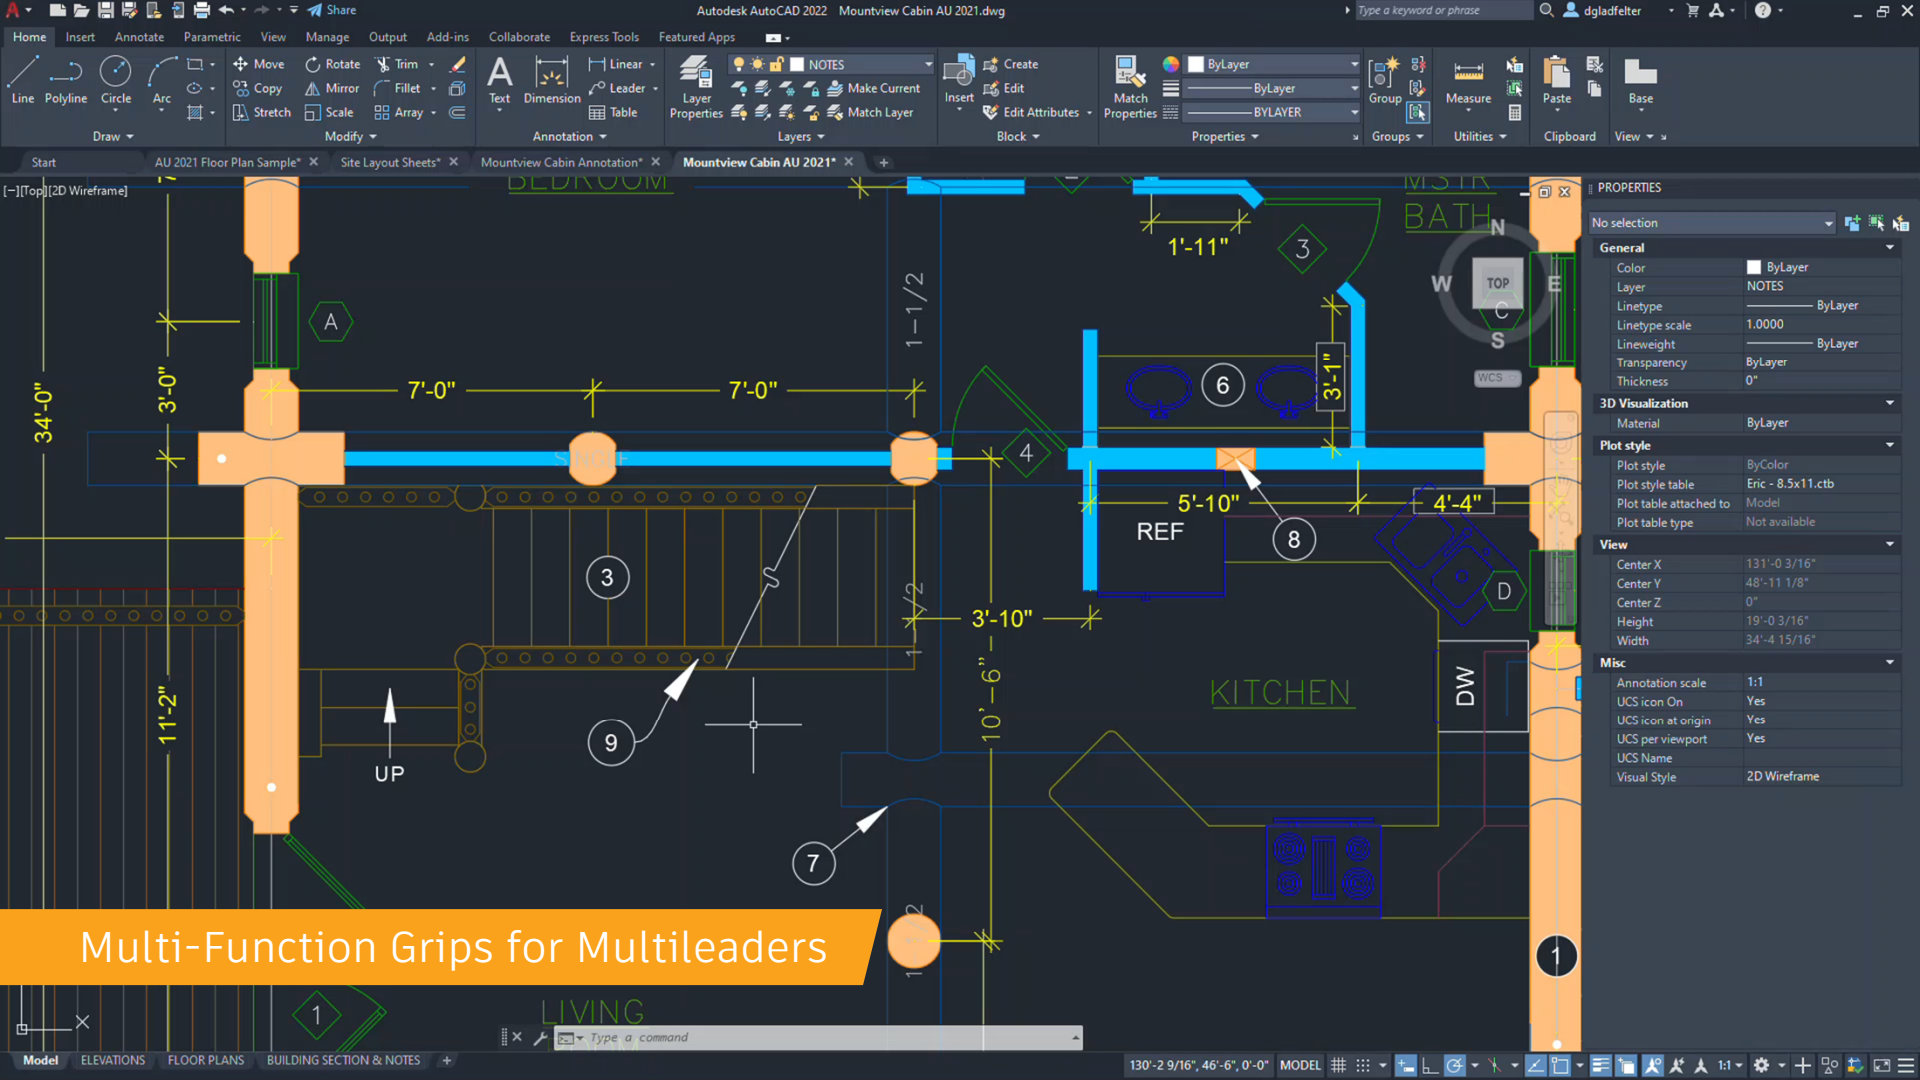 Share
Autodesk AutoCAD 2022 Mountview Cabin AU 2021.dwg
Type a keyword or phrase
dgladfelter
Home Insert Annotate Parametric View Manage Output Add-ins Collaborate Express Tools Featured Apps
Line Polyline Circle Arc
Move Rotate Trim
Copy Mirror Fillet
Stretch Scale Array
Text Dimension
Linear
Leader
Table
Layer Properties
NOTES
Make Current
Match Layer
Insert
Create
Edit
Edit Attributes
Match Properties
ByLayer
ByLayer
BYLAYER
Group
Measure
Paste
Base
Draw Modify Annotation Layers Block Properties Groups Utilities Clipboard View
Start
AU 2021 Floor Plan Sample*
Site Layout Sheets*
Mountview Cabin Annotation*
Mountview Cabin AU 2021*
[−][Top][2D Wireframe]
BEDROOM
MSTR
BATH
1'-11"
3
N
W
TOP
E
C
S
WCS
1-1/2
A
34'-0"
3'-0"
7'-0"
7'-0"
6
3'-1"
4
SINGLE
5'-10"
4'-4"
REF
8
3
D
3'-10"
10'-6"
KITCHEN
DW
11'-2"
9
UP
7
1
Multi-Function Grips for Multileaders
1
LIVING
Type a command
Model ELEVATIONS FLOOR PLANS BUILDING SECTION & NOTES
130'-2 9/16", 46'-6", 0'-0" MODEL
1:1
PROPERTIES
No selection
General
Color ByLayer
Layer NOTES
Linetype ByLayer
Linetype scale 1.0000
Lineweight ByLayer
Transparency ByLayer
Thickness 0"
3D Visualization
Material ByLayer
Plot style
Plot style ByColor
Plot style table Eric - 8.5x11.ctb
Plot table attached to Model
Plot table type Not available
View
Center X 131'-0 3/16"
Center Y 48'-11 1/8"
Center Z 0"
Height 19'-0 3/16"
Width 34'-4 15/16"
Misc
Annotation scale 1:1
UCS icon On Yes
UCS icon at origin Yes
UCS per viewport Yes
UCS Name
Visual Style 2D Wireframe